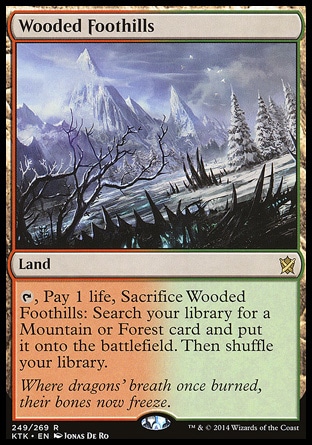 Wooded Foothills
Land
, Pay 1 life, Sacrifice Wooded
Foothills: Search your library for a
Mountain or Forest card and put
it onto the battlefield. Then shuffle
your library.
Where dragons' breath once burned,
their bones now freeze.
249/269 R
KTK • EN Jonas De Ro
™ & © 2014 Wizards of the Coast